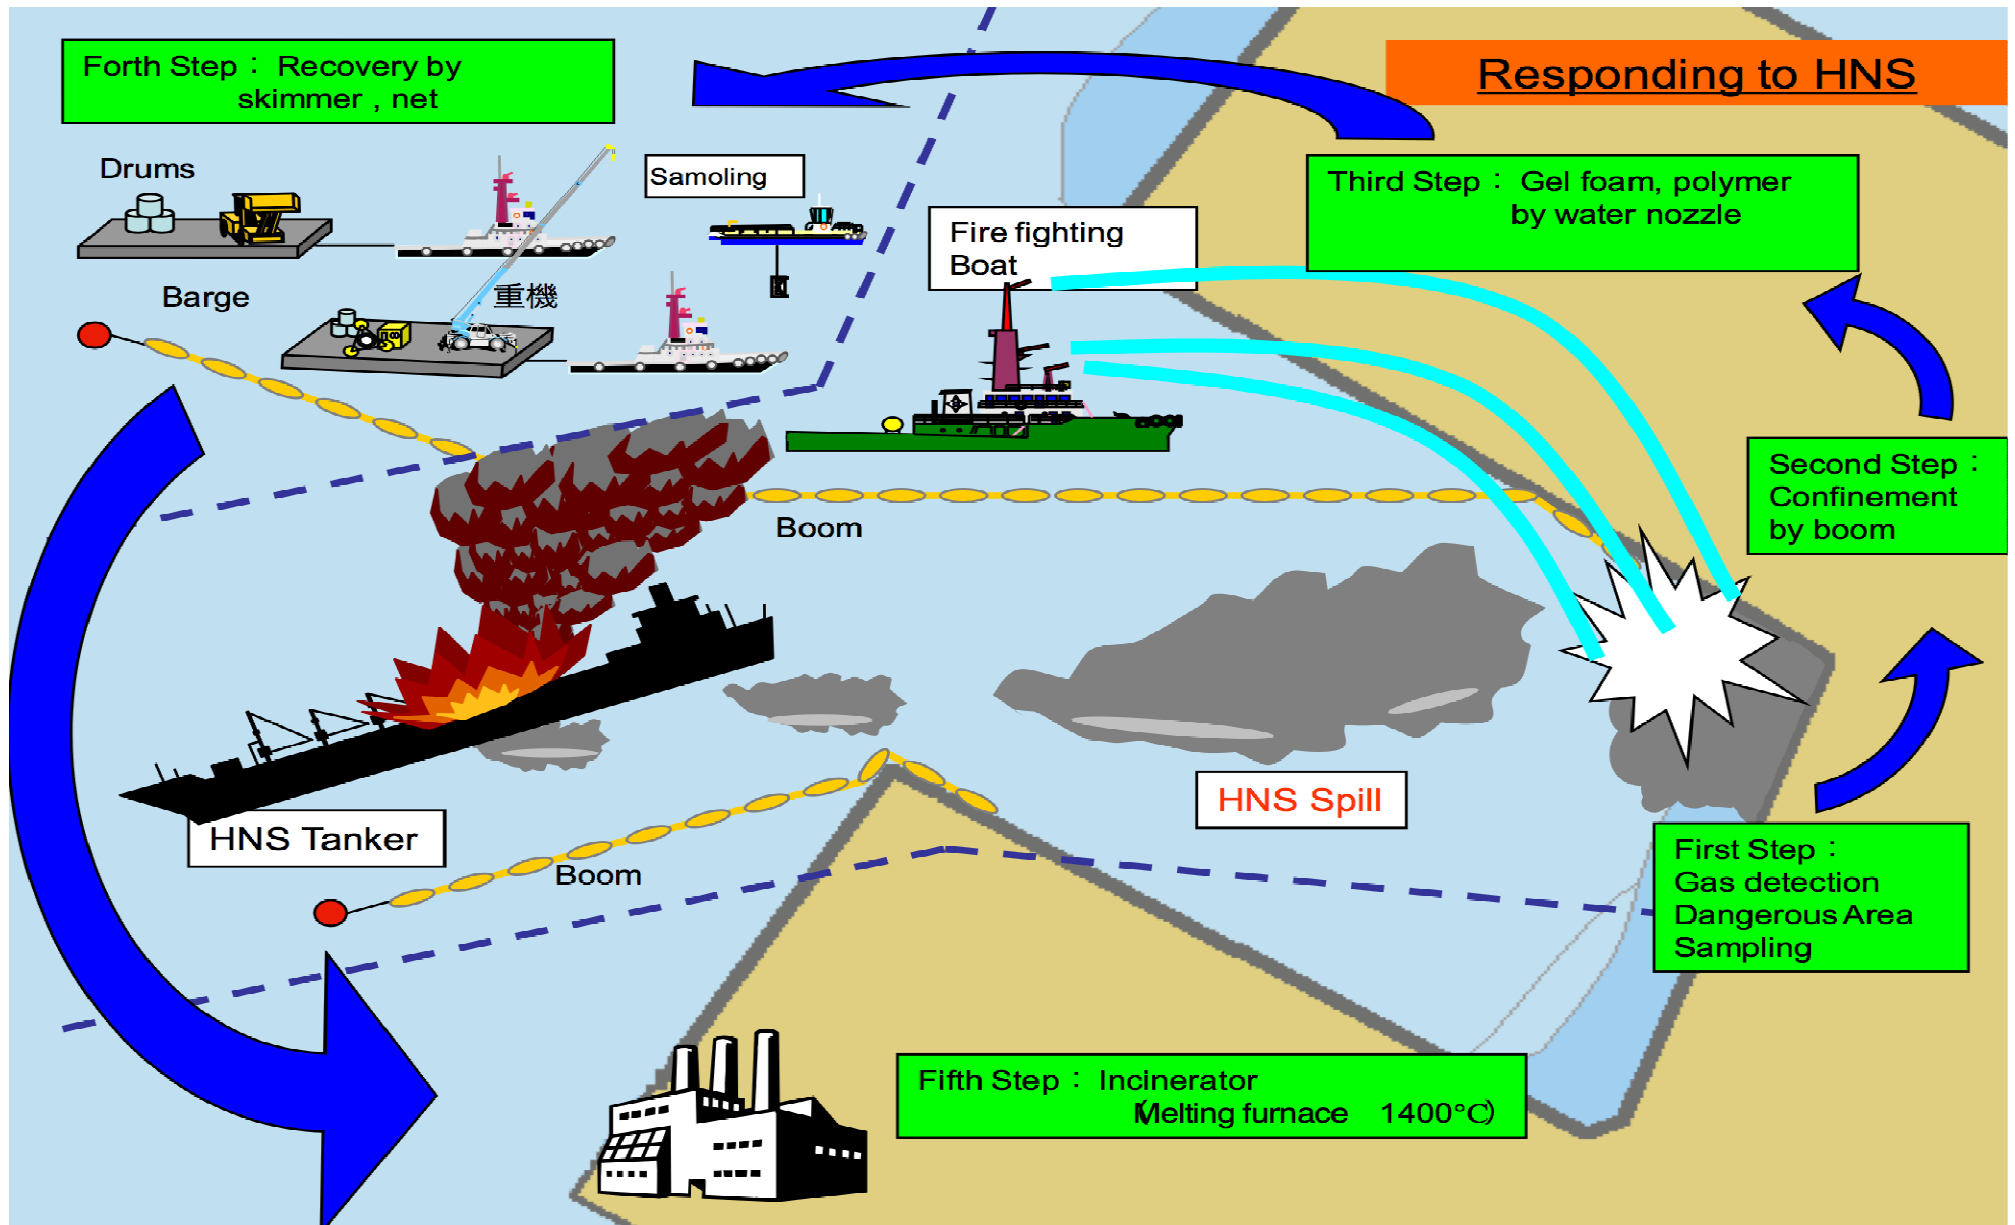 Responding to HNS
Forth Step： Recovery by
skimmer , net
Drums
Samoling
Third Step： Gel foam, polymer
by water nozzle
Fire fighting
Boat
Barge
重機
Second Step：
Confinement
by boom
Boom
HNS Spill
HNS Tanker
Boom
First Step：
Gas detection
Dangerous Area
Sampling
Fifth Step： Incinerator
(Melting furnace 1400°C)